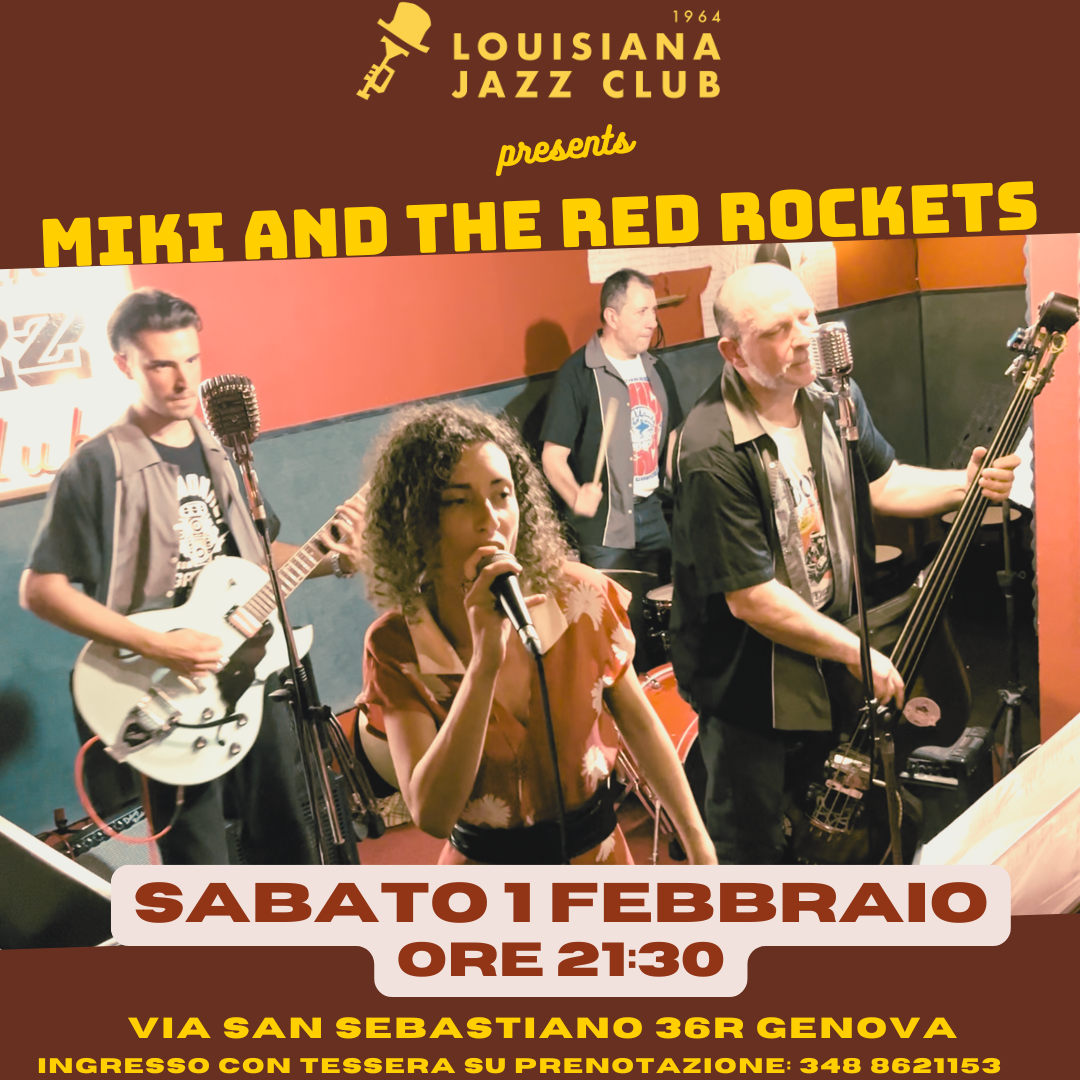 1964
LOUISIANA
JAZZ CLUB
presents
MIKI AND THE RED ROCKETS
SABATO 1 FEBBRAIO
ORE 21:30
VIA SAN SEBASTIANO 36R GENOVA
INGRESSO CON TESSERA SU PRENOTAZIONE: 348 8621153